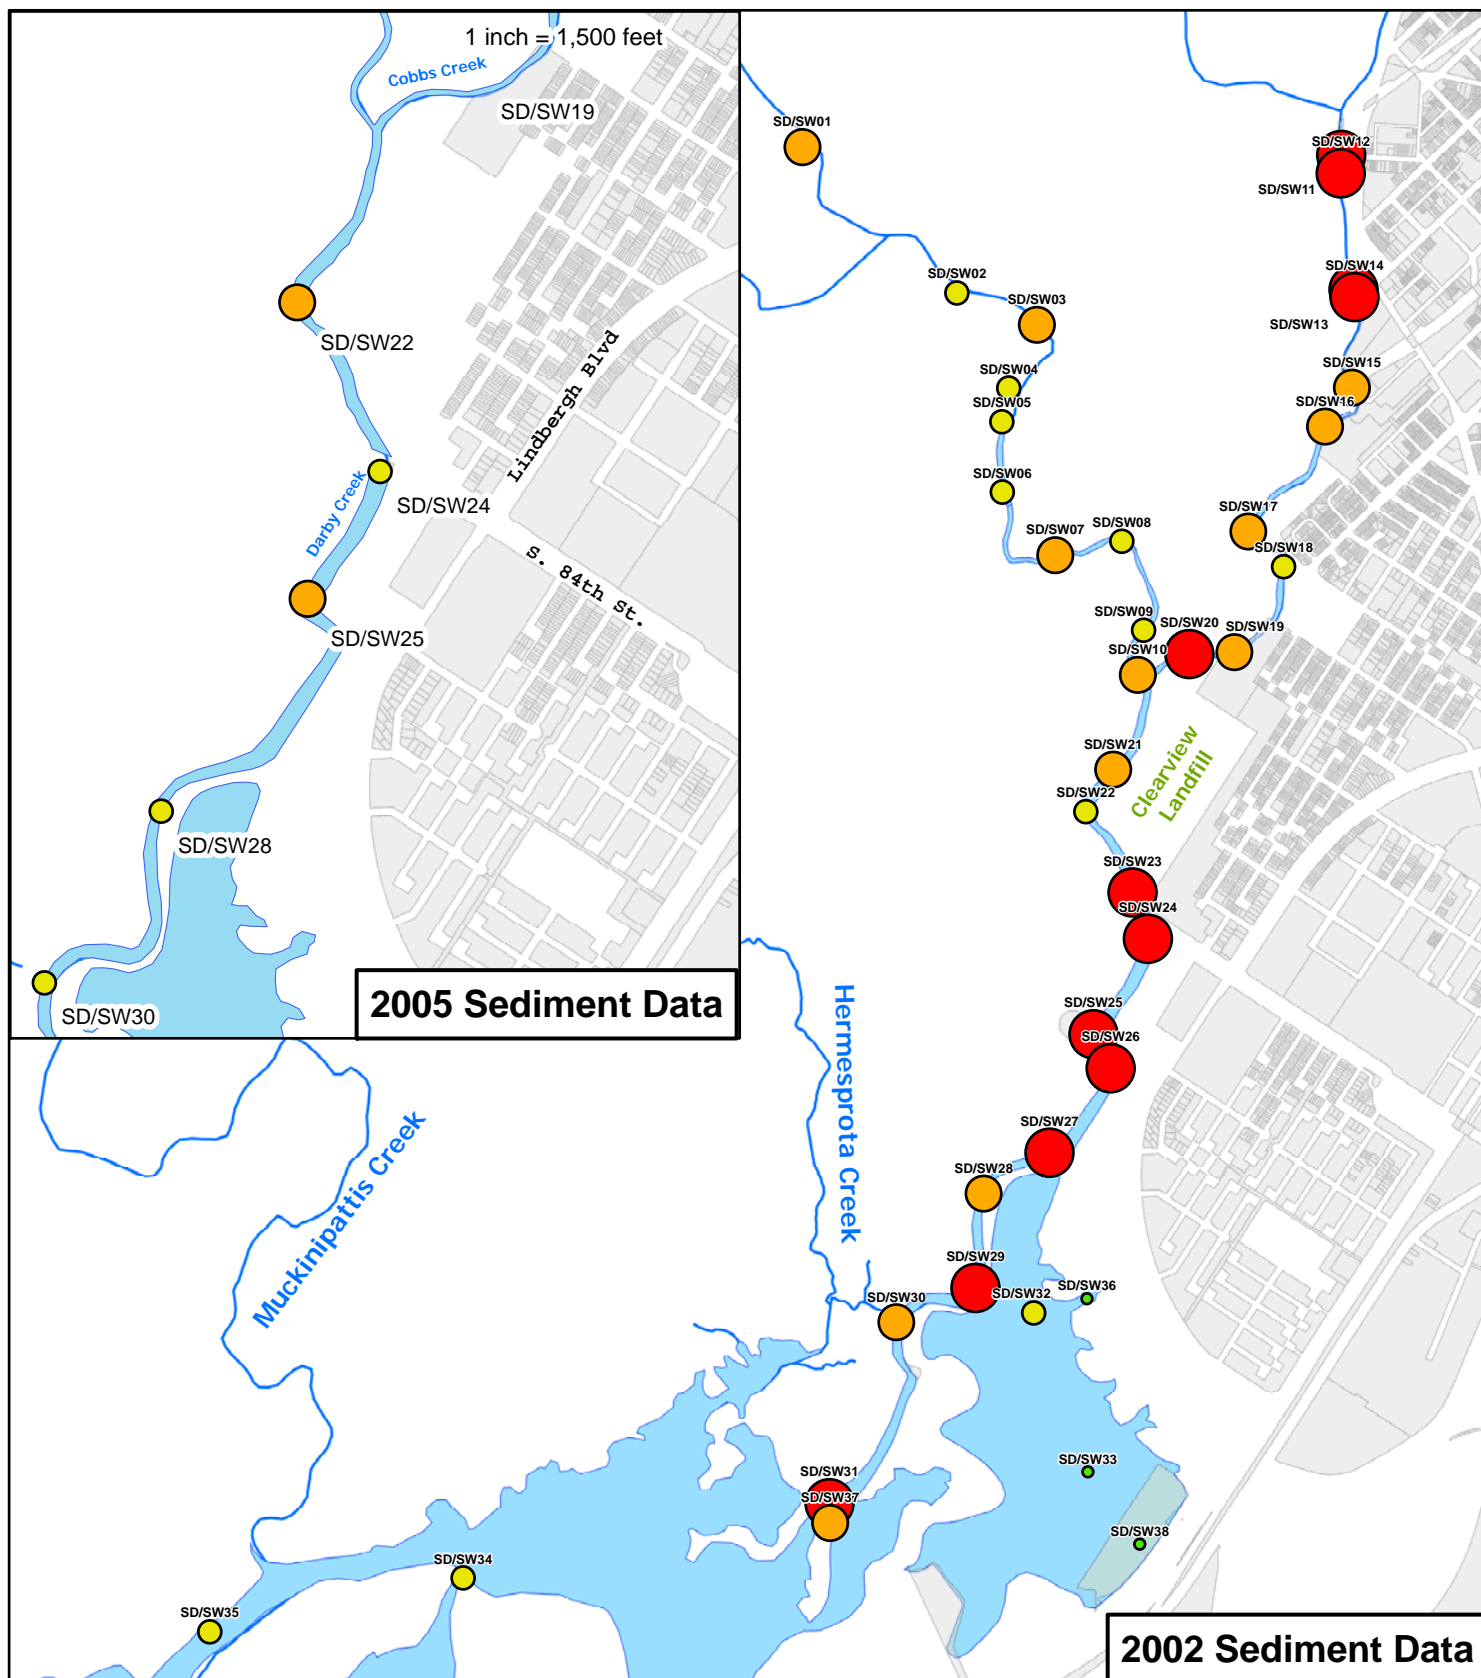 1 inch = 1,500 feet
Cobbs Creek
SD/SW19
SD/SW22
Lindbergh Blvd
SD/SW24
Darby Creek
S. 84th St.
SD/SW25
SD/SW28
SD/SW30
2005 Sediment Data
SD/SW01
SD/SW12
SD/SW11
SD/SW02
SD/SW14
SD/SW03
SD/SW13
SD/SW15
SD/SW04
SD/SW05
SD/SW16
SD/SW06
SD/SW17
SD/SW07
SD/SW08
SD/SW18
SD/SW09
SD/SW20
SD/SW19
SD/SW10
SD/SW21
Clearview
Landfill
SD/SW22
SD/SW23
SD/SW24
SD/SW25
SD/SW26
Hermesprota Creek
Muckinipattis Creek
SD/SW27
SD/SW28
SD/SW29
SD/SW36
SD/SW32
SD/SW30
SD/SW33
SD/SW31
SD/SW37
SD/SW38
SD/SW34
SD/SW35
2002 Sediment Data